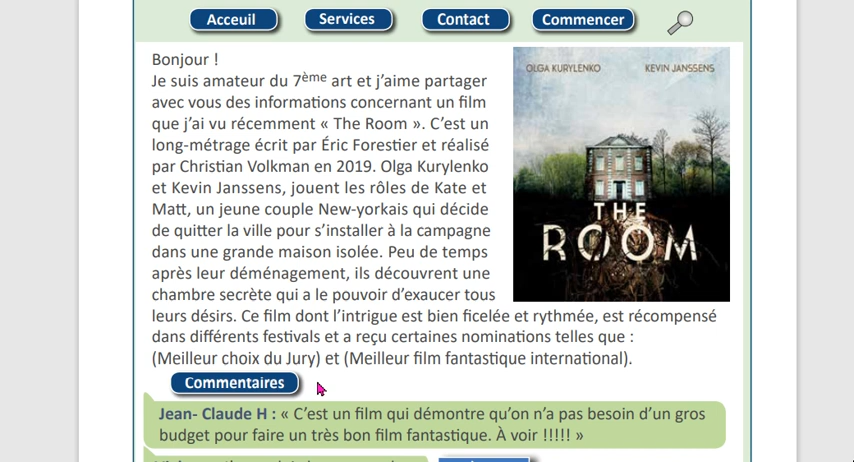 Acceuil Services Contact Commencer
Bonjour !
Je suis amateur du 7ème art et j’aime partager
avec vous des informations concernant un film
que j’ai vu récemment « The Room ». C’est un
long-métrage écrit par Éric Forestier et réalisé
par Christian Volkman en 2019. Olga Kurylenko
et Kevin Janssens, jouent les rôles de Kate et
Matt, un jeune couple New-yorkais qui décide
de quitter la ville pour s’installer à la campagne
dans une grande maison isolée. Peu de temps
après leur déménagement, ils découvrent une
chambre secrète qui a le pouvoir d’exaucer tous
leurs désirs. Ce film dont l’intrigue est bien ficelée et rythmée, est récompensé
dans différents festivals et a reçu certaines nominations telles que :
(Meilleur choix du Jury) et (Meilleur film fantastique international).
OLGA KURYLENKO KEVIN JANSSENS
THE
ROOM
Commentaires
Jean- Claude H : « C’est un film qui démontre qu’on n’a pas besoin d’un gros
budget pour faire un très bon film fantastique. À voir !!!!! »